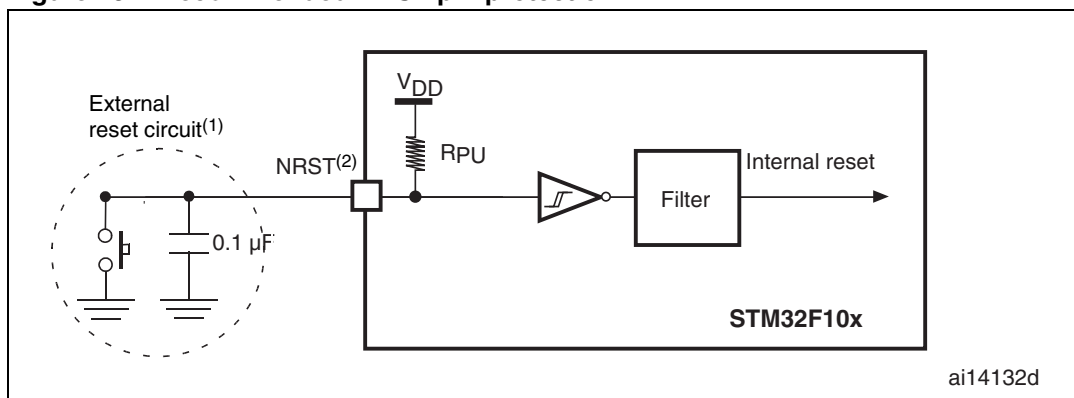 External
reset circuit(1)
VDD
RPU
NRST(2)
Internal reset
Filter
0.1 µF
STM32F10x
ai14132d